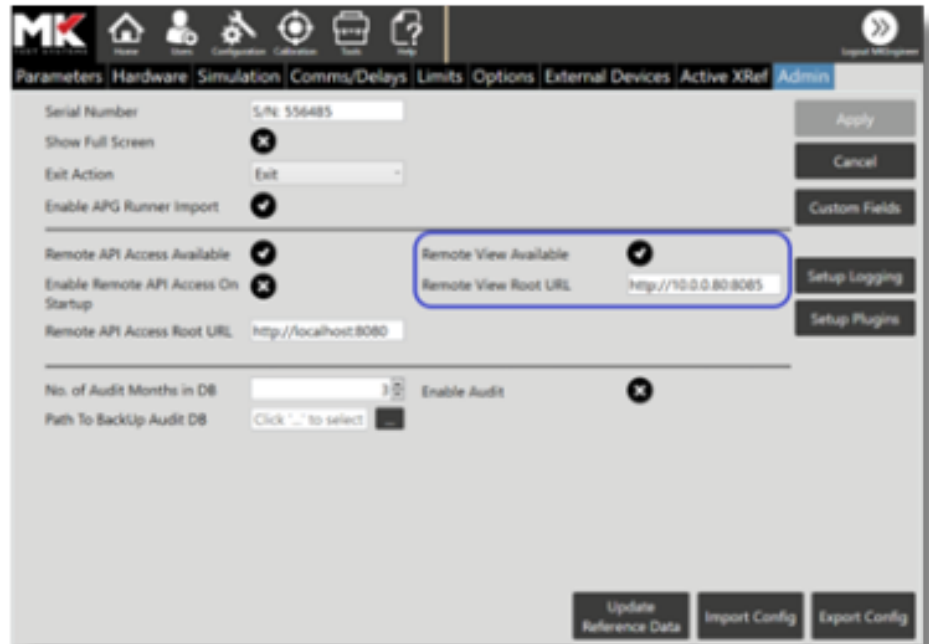 MK
TEST SYSTEMS
Home Users Configuration Calibration Tools Help Logout MKEngineer
Parameters Hardware Simulation Comms/Delays Limits Options External Devices Active XRef Admin
Serial Number S/N: 556485
Apply
Show Full Screen
Cancel
Exit Action Exit
Enable APG Runner Import
Custom Fields
Remote API Access Available
Remote View Available
Enable Remote API Access On
Startup
Remote View Root URL http://10.0.0.80:8085
Setup Logging
Remote API Access Root URL http://localhost:8080
Setup Plugins
No. of Audit Months in DB 3
Enable Audit
Path To BackUp Audit DB Click '...' to select ...
Update
Reference Data
Import Config
Export Config